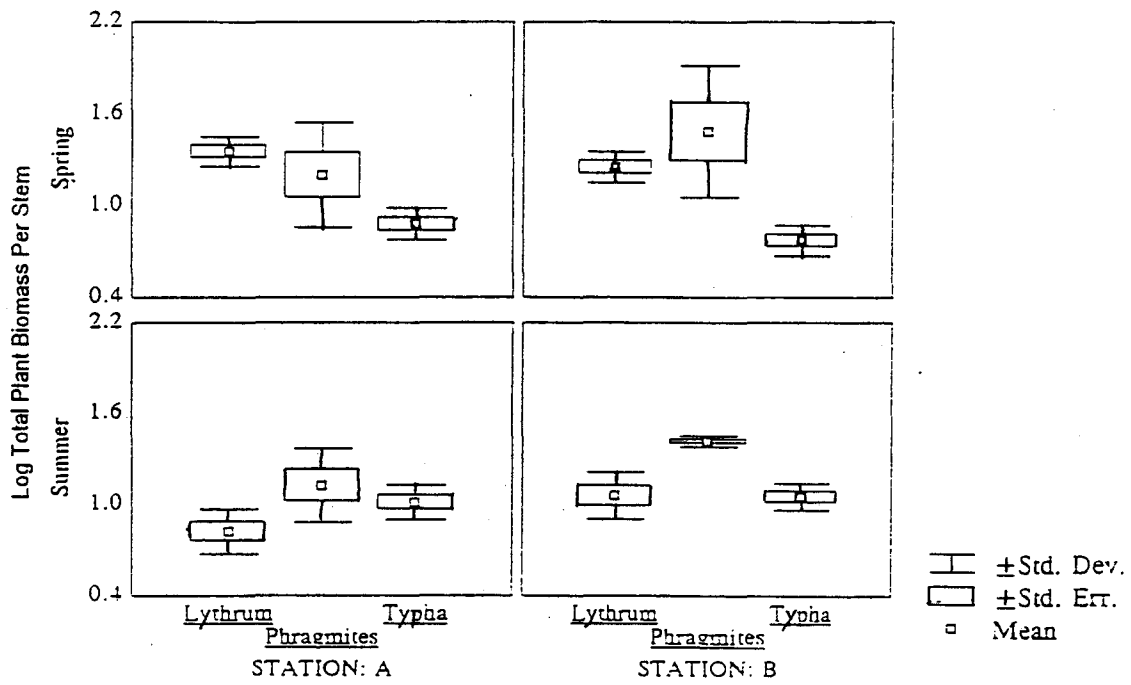 Log Total Plant Biomass Per Stem
Spring
2.2
1.6
1.0
0.4
Summer
2.2
1.6
1.0
0.4
Lythrum Typha
Phragmites
STATION: A
Lythrum Typha
Phragmites
STATION: B
±Std. Dev.
±Std. Err.
Mean